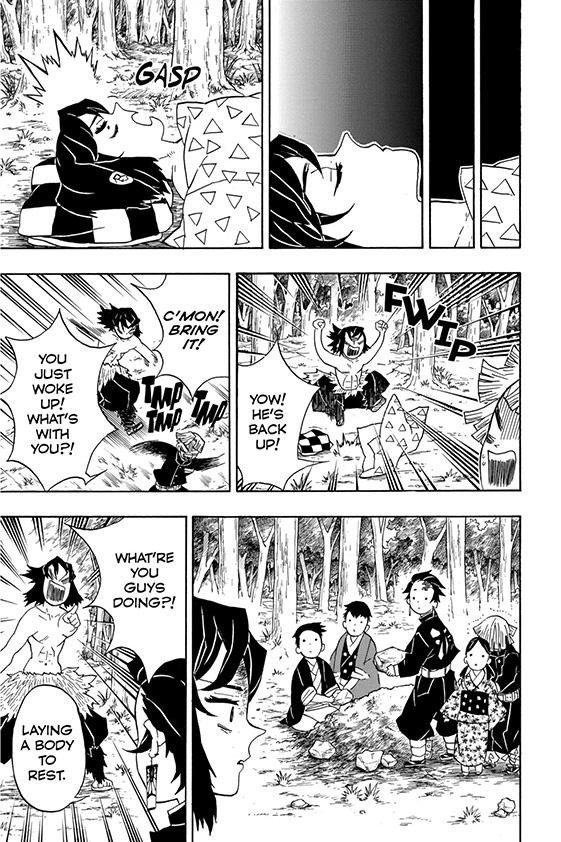 GASP
FWIP
YOW!
HE'S
BACK
UP!
C'MON!
BRING
IT!
TMP
TMP
TMP
YOU
JUST
WOKE
UP!
WHAT'S
WITH
YOU?!
WHAT'RE
YOU
GUYS
DOING?!
LAYING
A BODY
TO
REST.